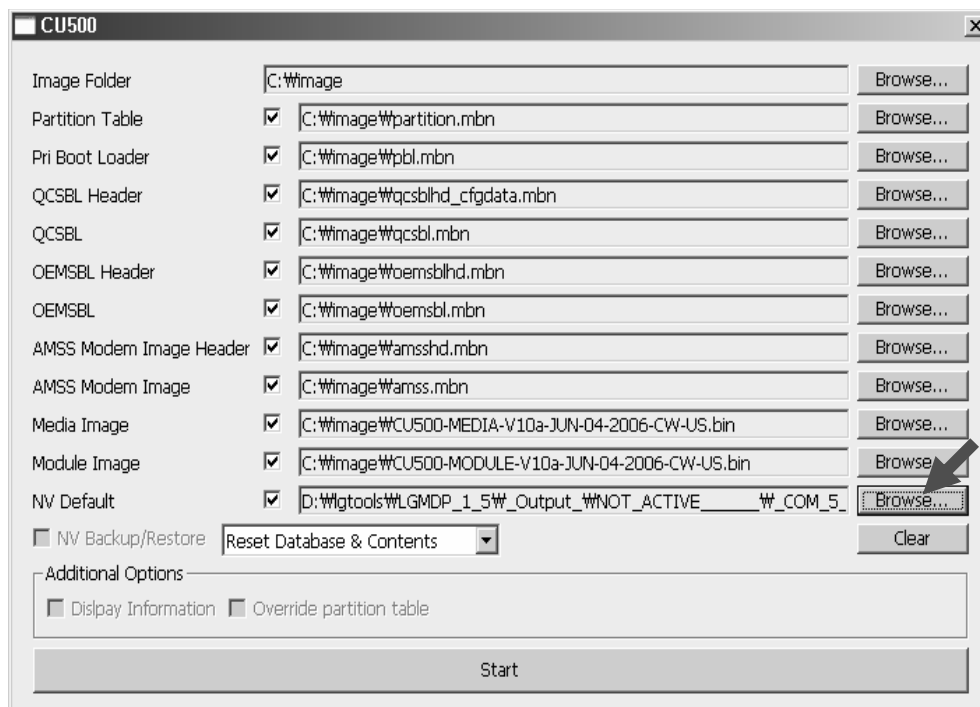 CU500
Image Folder C:₩image Browse...
Partition Table C:₩image₩partition.mbn Browse...
Pri Boot Loader C:₩image₩pbl.mbn Browse...
QCSBL Header C:₩image₩qcsblhd_cfgdata.mbn Browse...
QCSBL C:₩image₩qcsbl.mbn Browse...
OEMSBL Header C:₩image₩oemsblhd.mbn Browse...
OEMSBL C:₩image₩oemsbl.mbn Browse...
AMSS Modem Image Header C:₩image₩amsshd.mbn Browse...
AMSS Modem Image C:₩image₩amss.mbn Browse...
Media Image C:₩image₩CU500-MEDIA-V10a-JUN-04-2006-CW-US.bin Browse...
Module Image C:₩image₩CU500-MODULE-V10a-JUN-04-2006-CW-US.bin Browse
NV Default D:₩lgtools₩LGMDP_1_5₩_Output_₩NOT_ACTIVE______₩_COM_5_ Browse...
NV Backup/Restore Reset Database & Contents Clear
Additional Options
Dislpay Information Override partition table
Start